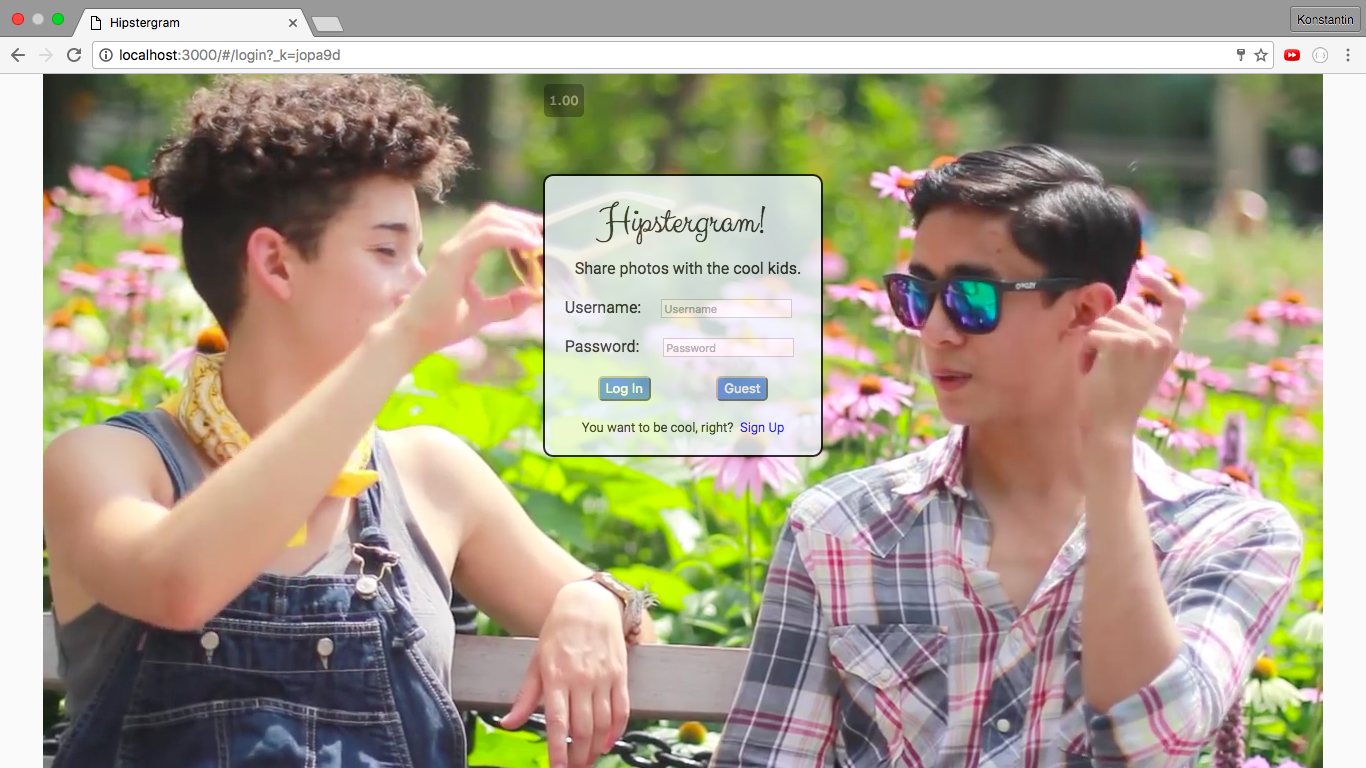 Hipstergram
Konstantin
localhost:3000/#/login?_k=jopa9d
1.00
Hipstergram!
Share photos with the cool kids.
Username: Username
Password: Password
Log In Guest
You want to be cool, right? Sign Up